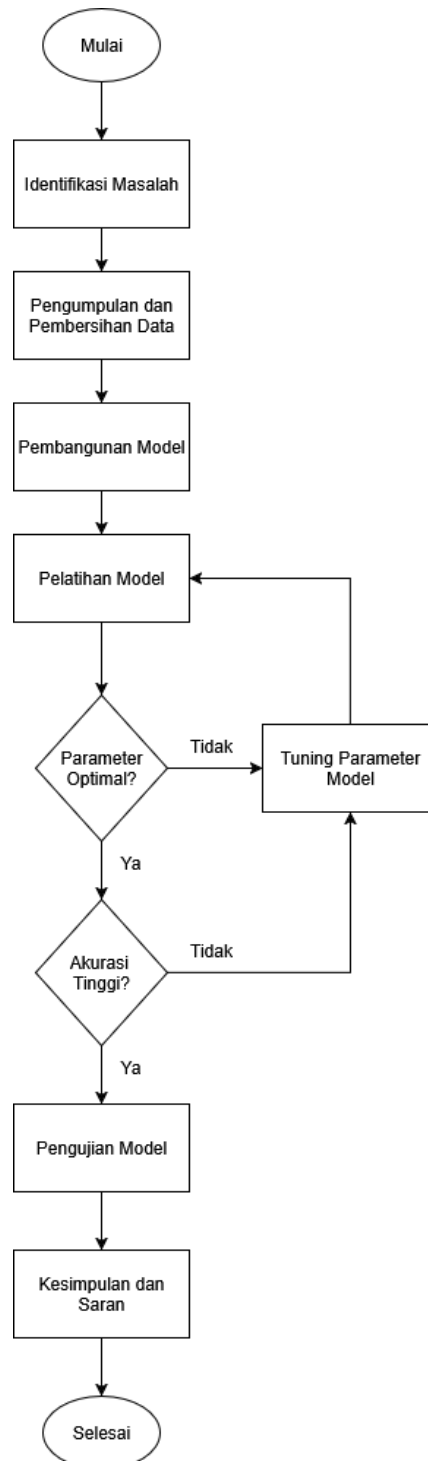 Mulai
Identifikasi Masalah
Pengumpulan dan
Pembersihan Data
Pembangunan Model
Pelatihan Model
Parameter
Optimal?
Tidak
Tuning Parameter
Model
Ya
Akurasi
Tinggi?
Tidak
Ya
Pengujian Model
Kesimpulan dan
Saran
Selesai